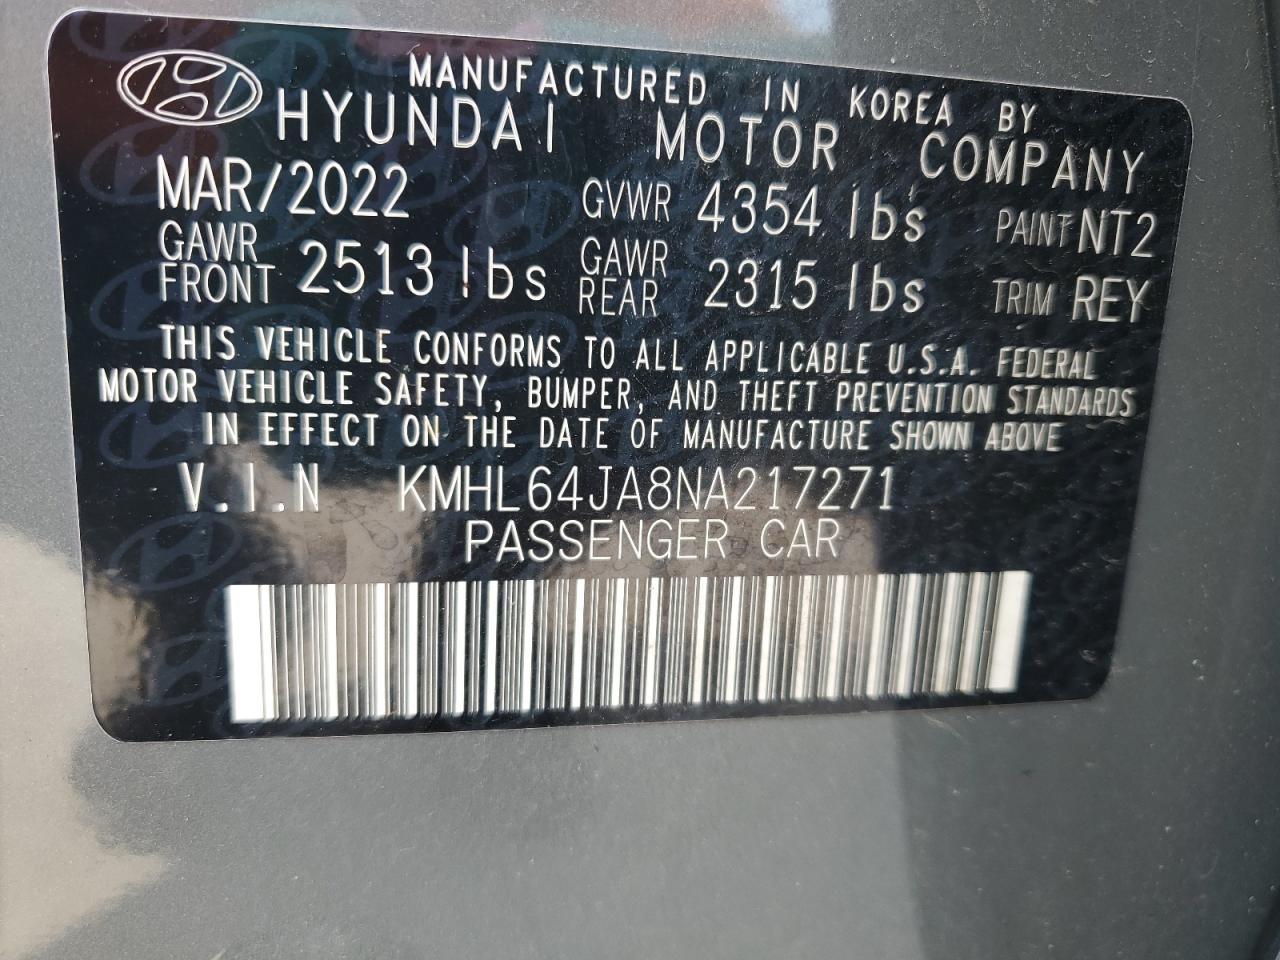 MANUFACTURED IN KOREA BY
HYUNDAI MOTOR COMPANY
MAR/2022 GVWR 4354 lbs PAINT NT2
GAWR FRONT 2513 lbs GAWR REAR 2315 lbs TRIM REY
THIS VEHICLE CONFORMS TO ALL APPLICABLE U.S.A. FEDERAL
MOTOR VEHICLE SAFETY, BUMPER, AND THEFT PREVENTION STANDARDS
IN EFFECT ON THE DATE OF MANUFACTURE SHOWN ABOVE
V.I.N KMHL64JA8NA217271
PASSENGER CAR